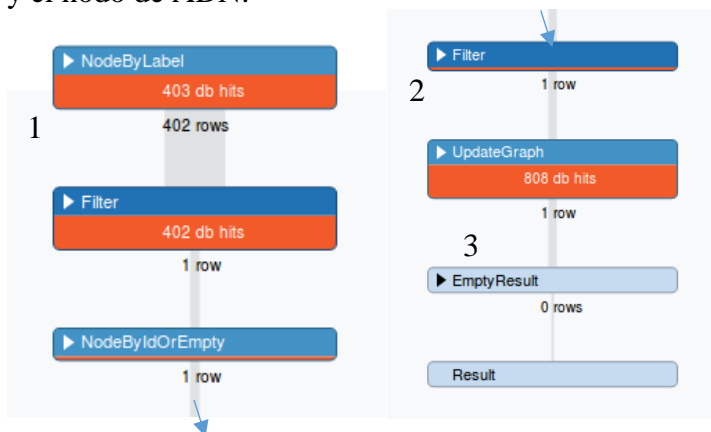 y el nodo de ADN.
NodeByLabel
403 db hits
1
402 rows
Filter
402 db hits
1 row
NodeByIdOrEmpty
1 row
Filter
2
1 row
UpdateGraph
808 db hits
1 row
3
EmptyResult
0 rows
Result